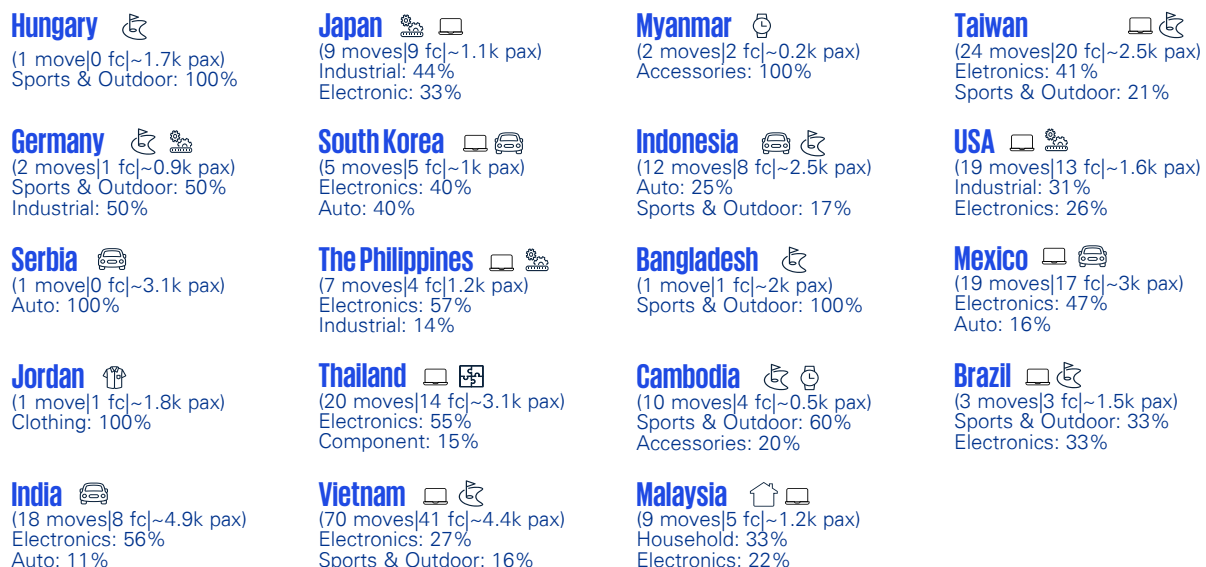 Hungary
(1 move|0 fc|~1.7k pax)
Sports & Outdoor: 100%
Japan
(9 moves|9 fc|~1.1k pax)
Industrial: 44%
Electronic: 33%
Myanmar
(2 moves|2 fc|~0.2k pax)
Accessories: 100%
Taiwan
(24 moves|20 fc|~2.5k pax)
Eletronics: 41%
Sports & Outdoor: 21%
Germany
(2 moves|1 fc|~0.9k pax)
Sports & Outdoor: 50%
Industrial: 50%
South Korea
(5 moves|5 fc|~1k pax)
Electronics: 40%
Auto: 40%
Indonesia
(12 moves|8 fc|~2.5k pax)
Auto: 25%
Sports & Outdoor: 17%
USA
(19 moves|13 fc|~1.6k pax)
Industrial: 31%
Electronics: 26%
Serbia
(1 move|0 fc|~3.1k pax)
Auto: 100%
The Philippines
(7 moves|4 fc|1.2k pax)
Electronics: 57%
Industrial: 14%
Bangladesh
(1 move|1 fc|~2k pax)
Sports & Outdoor: 100%
Mexico
(19 moves|17 fc|~3k pax)
Electronics: 47%
Auto: 16%
Jordan
(1 move|1 fc|~1.8k pax)
Clothing: 100%
Thailand
(20 moves|14 fc|~3.1k pax)
Electronics: 55%
Component: 15%
Cambodia
(10 moves|4 fc|~0.5k pax)
Sports & Outdoor: 60%
Accessories: 20%
Brazil
(3 moves|3 fc|~1.5k pax)
Sports & Outdoor: 33%
Electronics: 33%
India
(18 moves|8 fc|~4.9k pax)
Electronics: 56%
Auto: 11%
Vietnam
(70 moves|41 fc|~4.4k pax)
Electronics: 27%
Sports & Outdoor: 16%
Malaysia
(9 moves|5 fc|~1.2k pax)
Household: 33%
Electronics: 22%